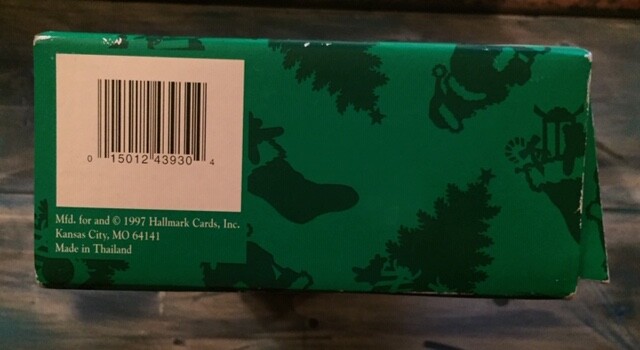 0 15012 43930 4
Mfd. for and © 1997 Hallmark Cards, Inc.
Kansas City, MO 64141
Made in Thailand